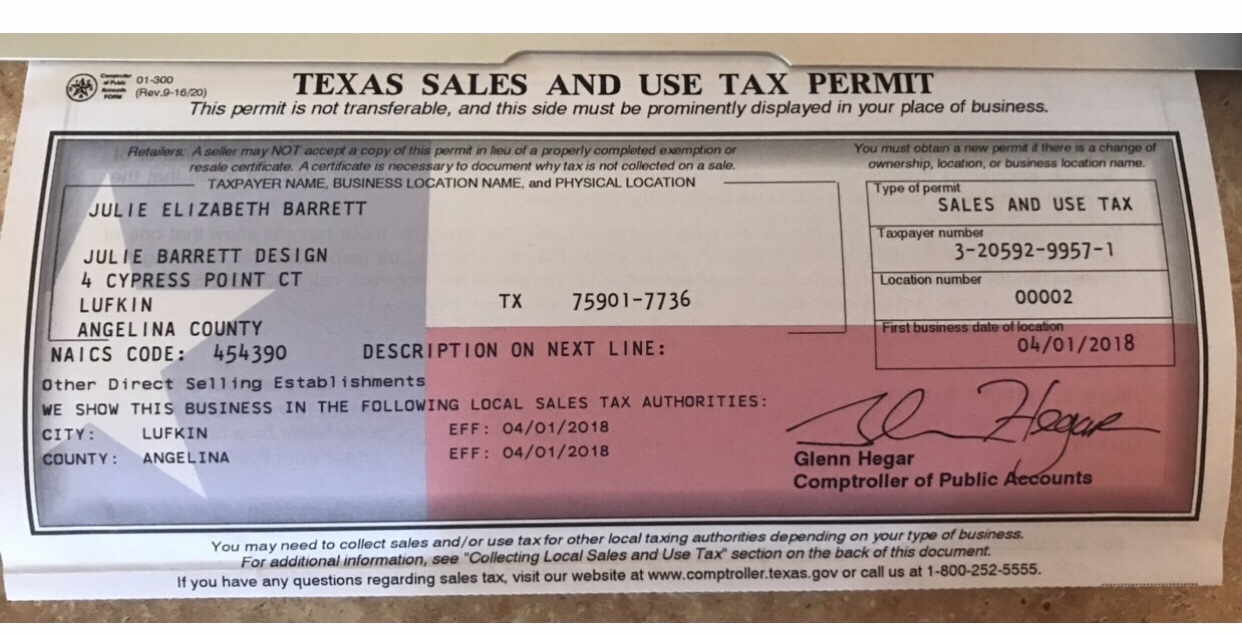 Comptroller
of Public
Accounts
FORM
01-300
(Rev.9-16/20)
TEXAS SALES AND USE TAX PERMIT
This permit is not transferable, and this side must be prominently displayed in your place of business.
Retailers: A seller may NOT accept a copy of this permit in lieu of a properly completed exemption or
resale certificate. A certificate is necessary to document why tax is not collected on a sale.
TAXPAYER NAME, BUSINESS LOCATION NAME, and PHYSICAL LOCATION
JULIE ELIZABETH BARRETT
JULIE BARRETT DESIGN
4 CYPRESS POINT CT
LUFKIN TX 75901-7736
ANGELINA COUNTY
You must obtain a new permit if there is a change of
ownership, location, or business location name.
Type of permit
SALES AND USE TAX
Taxpayer number
3-20592-9957-1
Location number
00002
First business date of location
04/01/2018
NAICS CODE: 454390 DESCRIPTION ON NEXT LINE:
Other Direct Selling Establishments
WE SHOW THIS BUSINESS IN THE FOLLOWING LOCAL SALES TAX AUTHORITIES:
CITY: LUFKIN EFF: 04/01/2018
COUNTY: ANGELINA EFF: 04/01/2018
Glenn Hegar
Glenn Hegar
Comptroller of Public Accounts
You may need to collect sales and/or use tax for other local taxing authorities depending on your type of business.
For additional information, see "Collecting Local Sales and Use Tax" section on the back of this document.
If you have any questions regarding sales tax, visit our website at www.comptroller.texas.gov or call us at 1-800-252-5555.